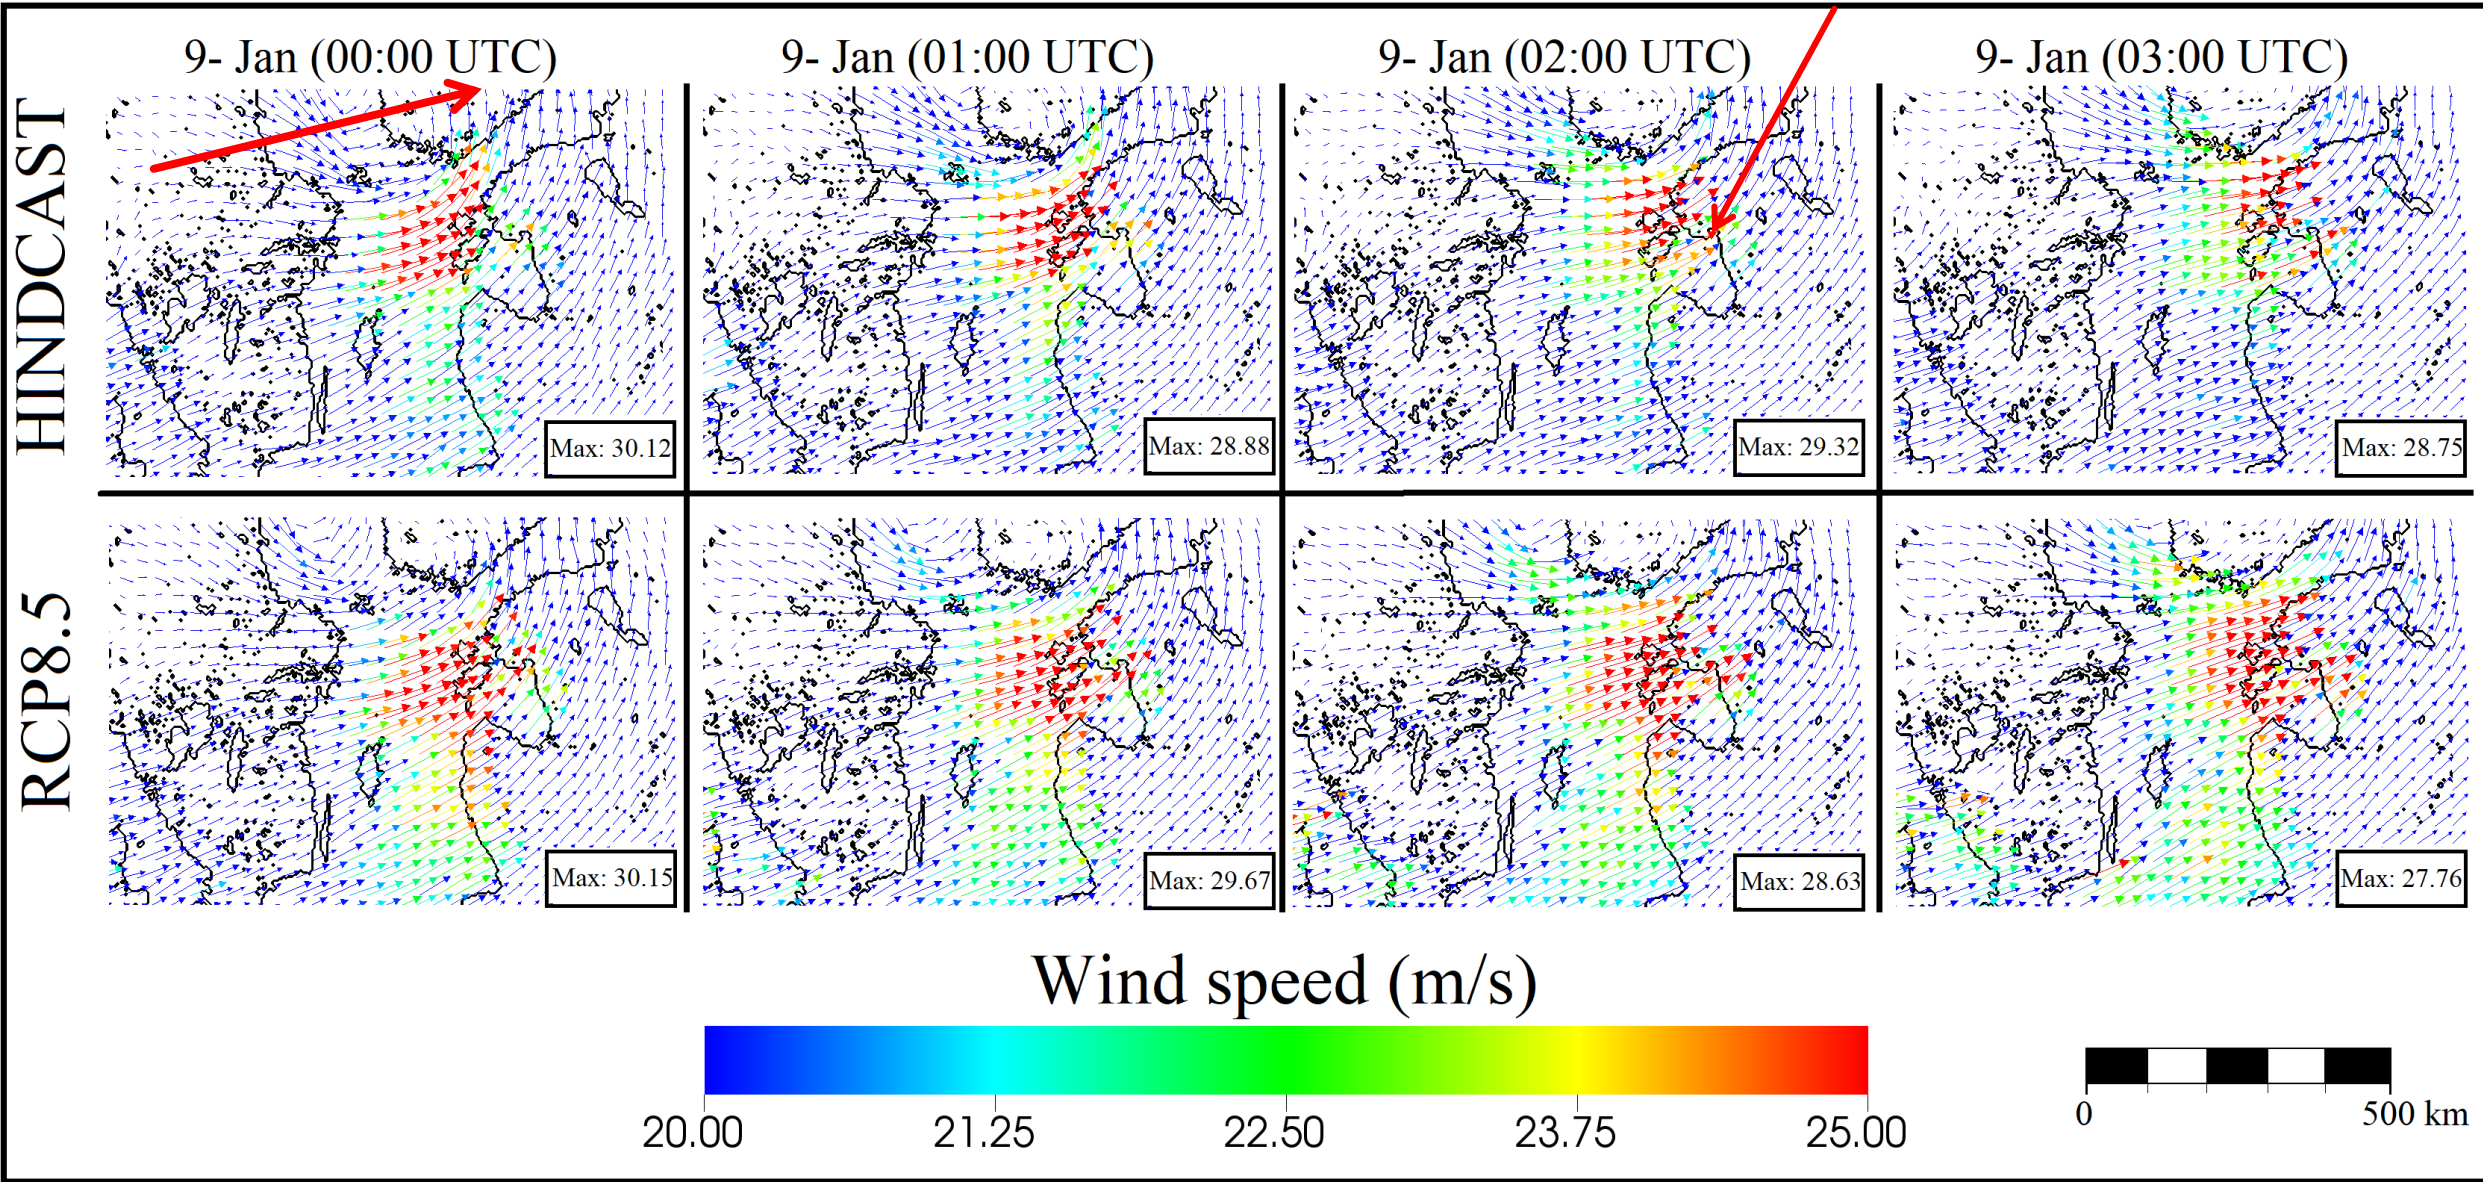 9- Jan (00:00 UTC) 9- Jan (01:00 UTC) 9- Jan (02:00 UTC) 9- Jan (03:00 UTC)
HINDCAST
Max: 30.12 Max: 28.88 Max: 29.32 Max: 28.75
RCP8.5
Max: 30.15 Max: 29.67 Max: 28.63 Max: 27.76
Wind speed (m/s)
20.00 21.25 22.50 23.75 25.00
0 500 km